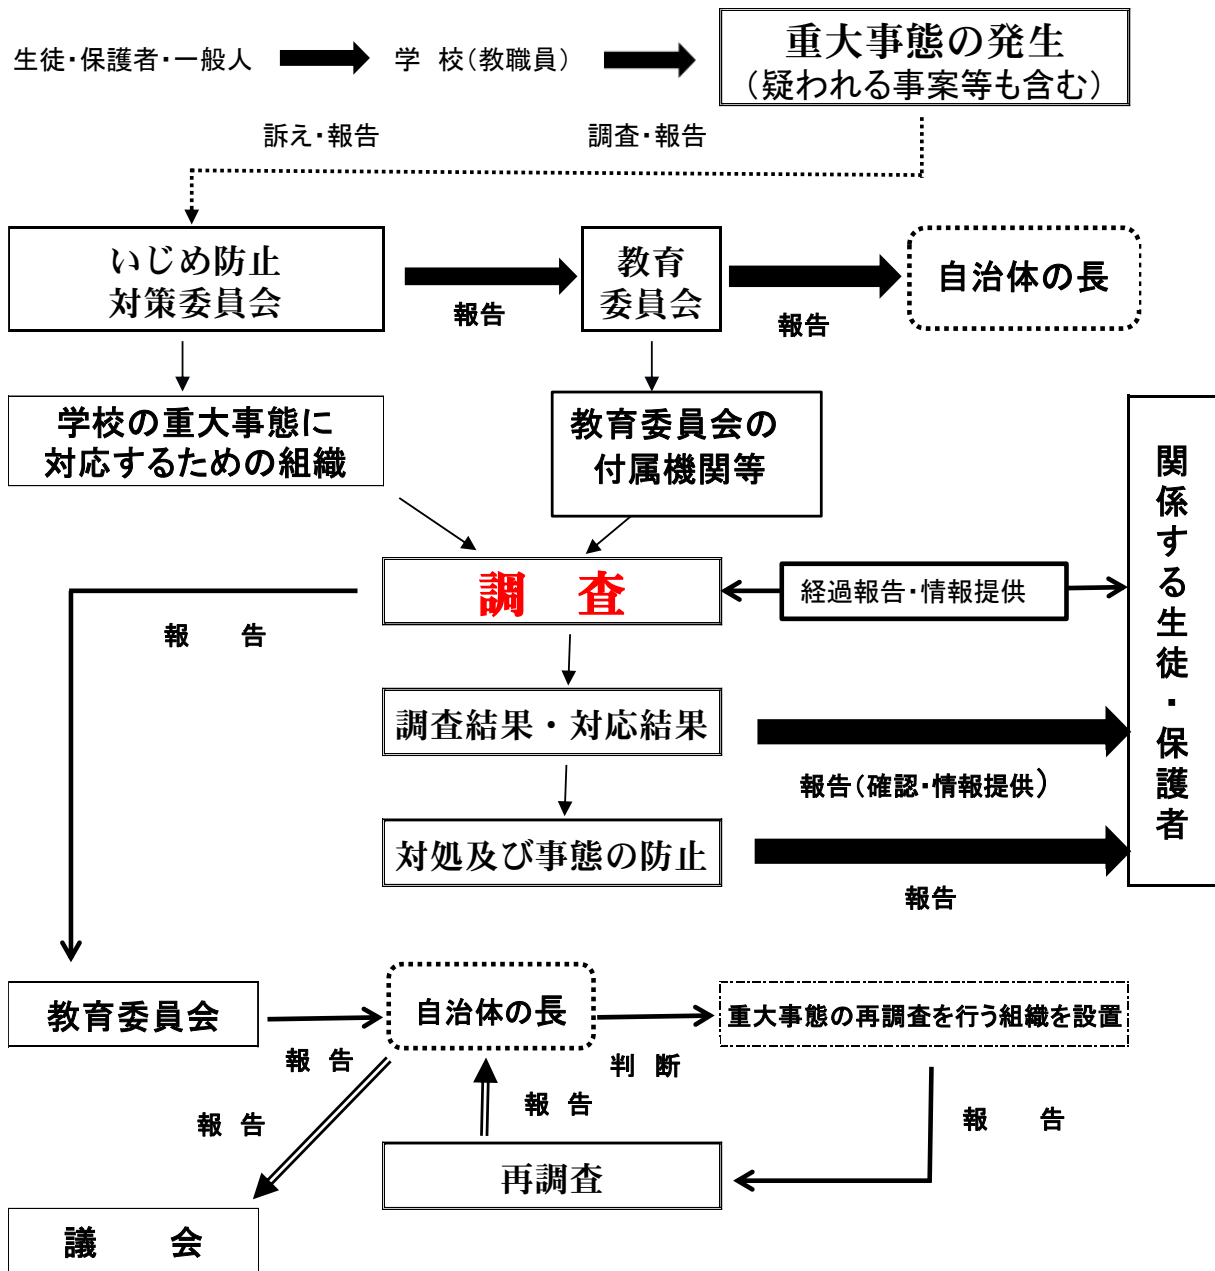 生徒・保護者・一般人
学 校（教職員）
重大事態の発生
（疑われる事案等も含む）
訴え・報告
調査・報告
いじめ防止
対策委員会
報告
教育
委員会
報告
自治体の長
学校の重大事態に
対応するための組織
教育委員会の
付属機関等
関係する生徒・保護者
調 査
経過報告・情報提供
報 告
調査結果・対応結果
報告（確認・情報提供）
対処及び事態の防止
報告
教育委員会
報 告
自治体の長
判 断
重大事態の再調査を行う組織を設置
報 告
報 告
報 告
再調査
議 会